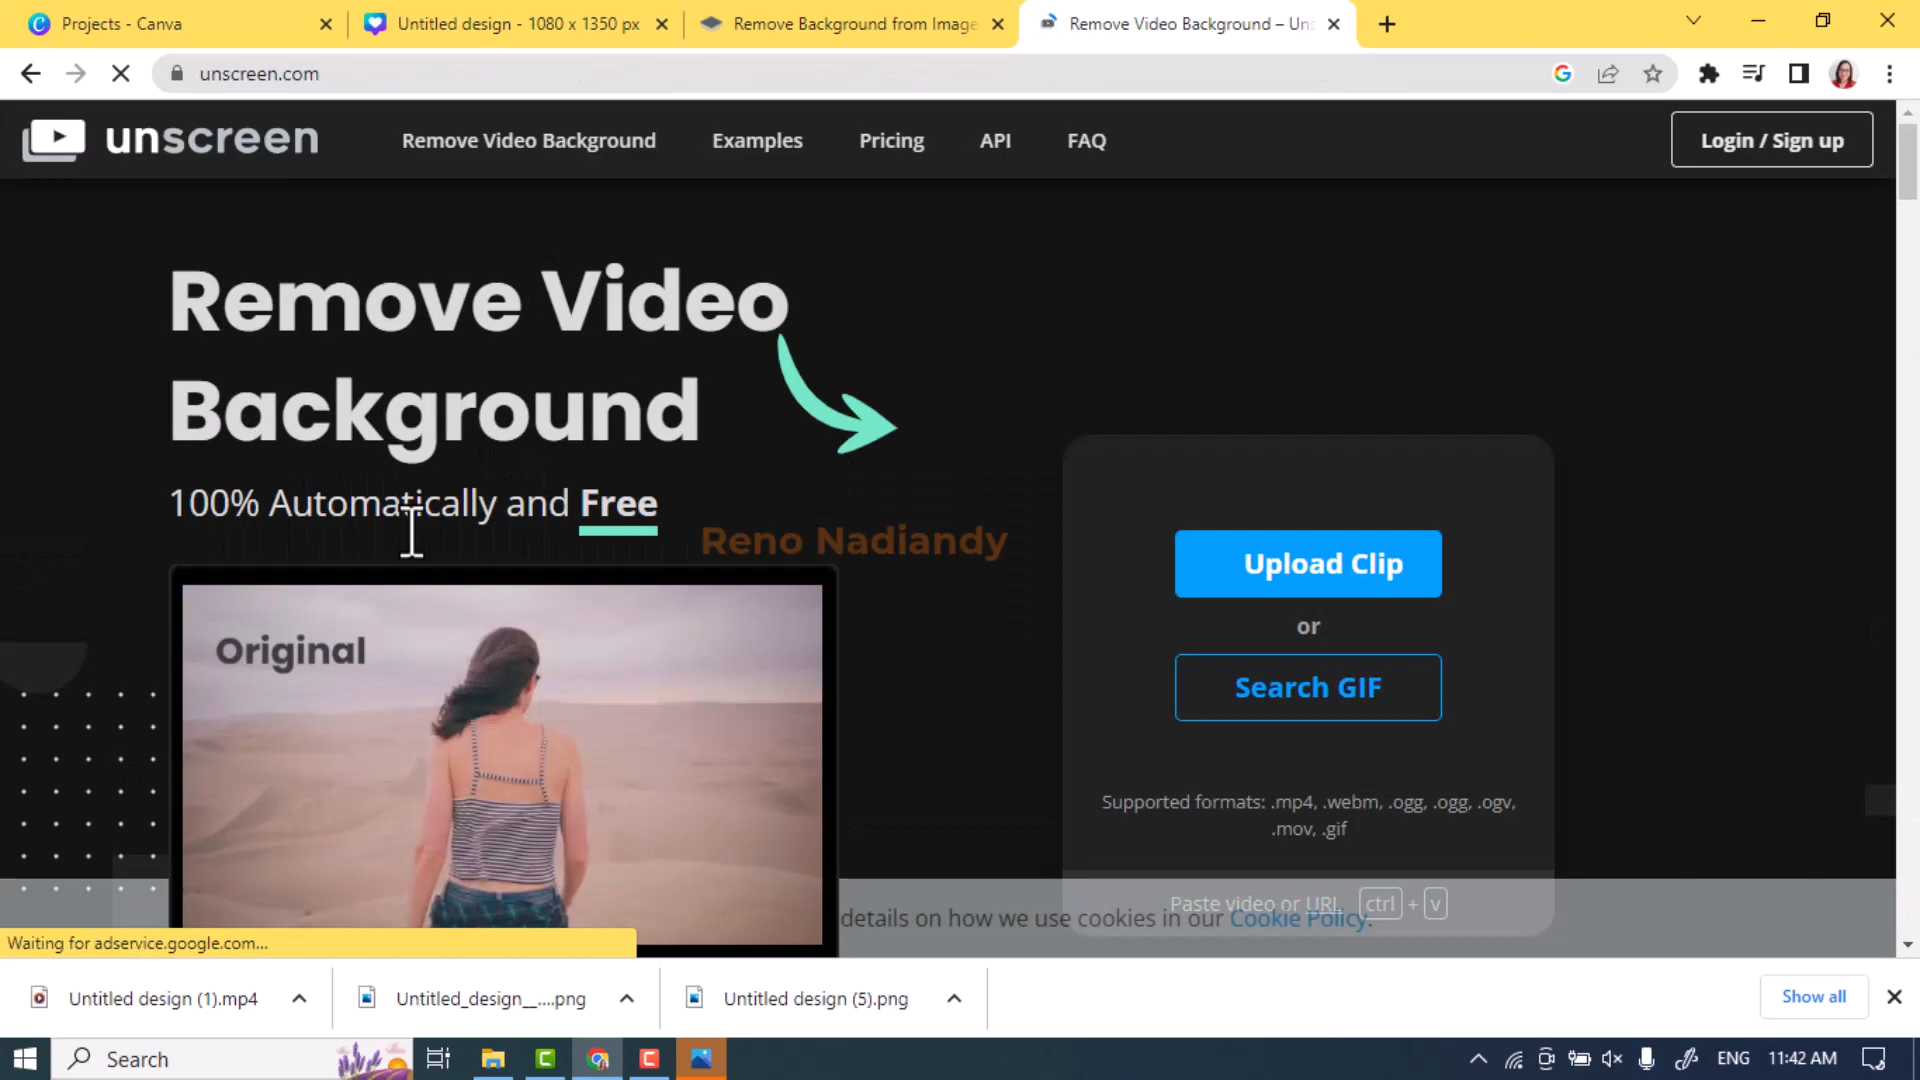 Projects - Canva
Untitled design - 1080 x 1350 px
Remove Background from Image
Remove Video Background – Uns
unscreen.com
unscreen
Remove Video Background
Examples
Pricing
API
FAQ
Login / Sign up
Remove Video
Background
100% Automatically and Free
Reno Nadiandy
Original
Upload Clip
or
Search GIF
Supported formats: .mp4, .webm, .ogg, .ogg, .ogv,
.mov, .gif
Paste video or URL ctrl + v
details on how we use cookies in our Cookie Policy.
Waiting for adservice.google.com...
Untitled design (1).mp4
Untitled_design__....png
Untitled design (5).png
Show all
Search
ENG
11:42 AM